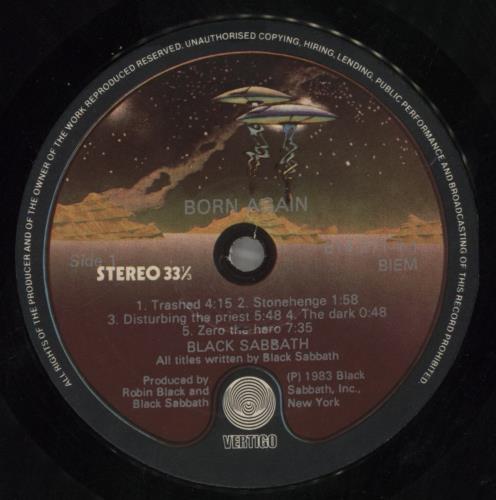 ALL RIGHTS OF THE PRODUCER AND OF THE OWNER OF THE WORK REPRODUCED RESERVED. UNAUTHORISED COPYING, HIRING, LENDING, PUBLIC PERFORMANCE AND BROADCASTING OF THIS RECORD PROHIBITED.
BORN AGAIN
Side 1
BIEM
STEREO 33⅓
1. Trashed 4:15 2. Stonehenge 1:58
3. Disturbing the priest 5:48 4. The dark 0:48
5. Zero the hero 7:35
BLACK SABBATH
All titles written by Black Sabbath
Produced by
Robin Black and
Black Sabbath
(P) 1983 Black
Sabbath, Inc.,
New York
VERTIGO